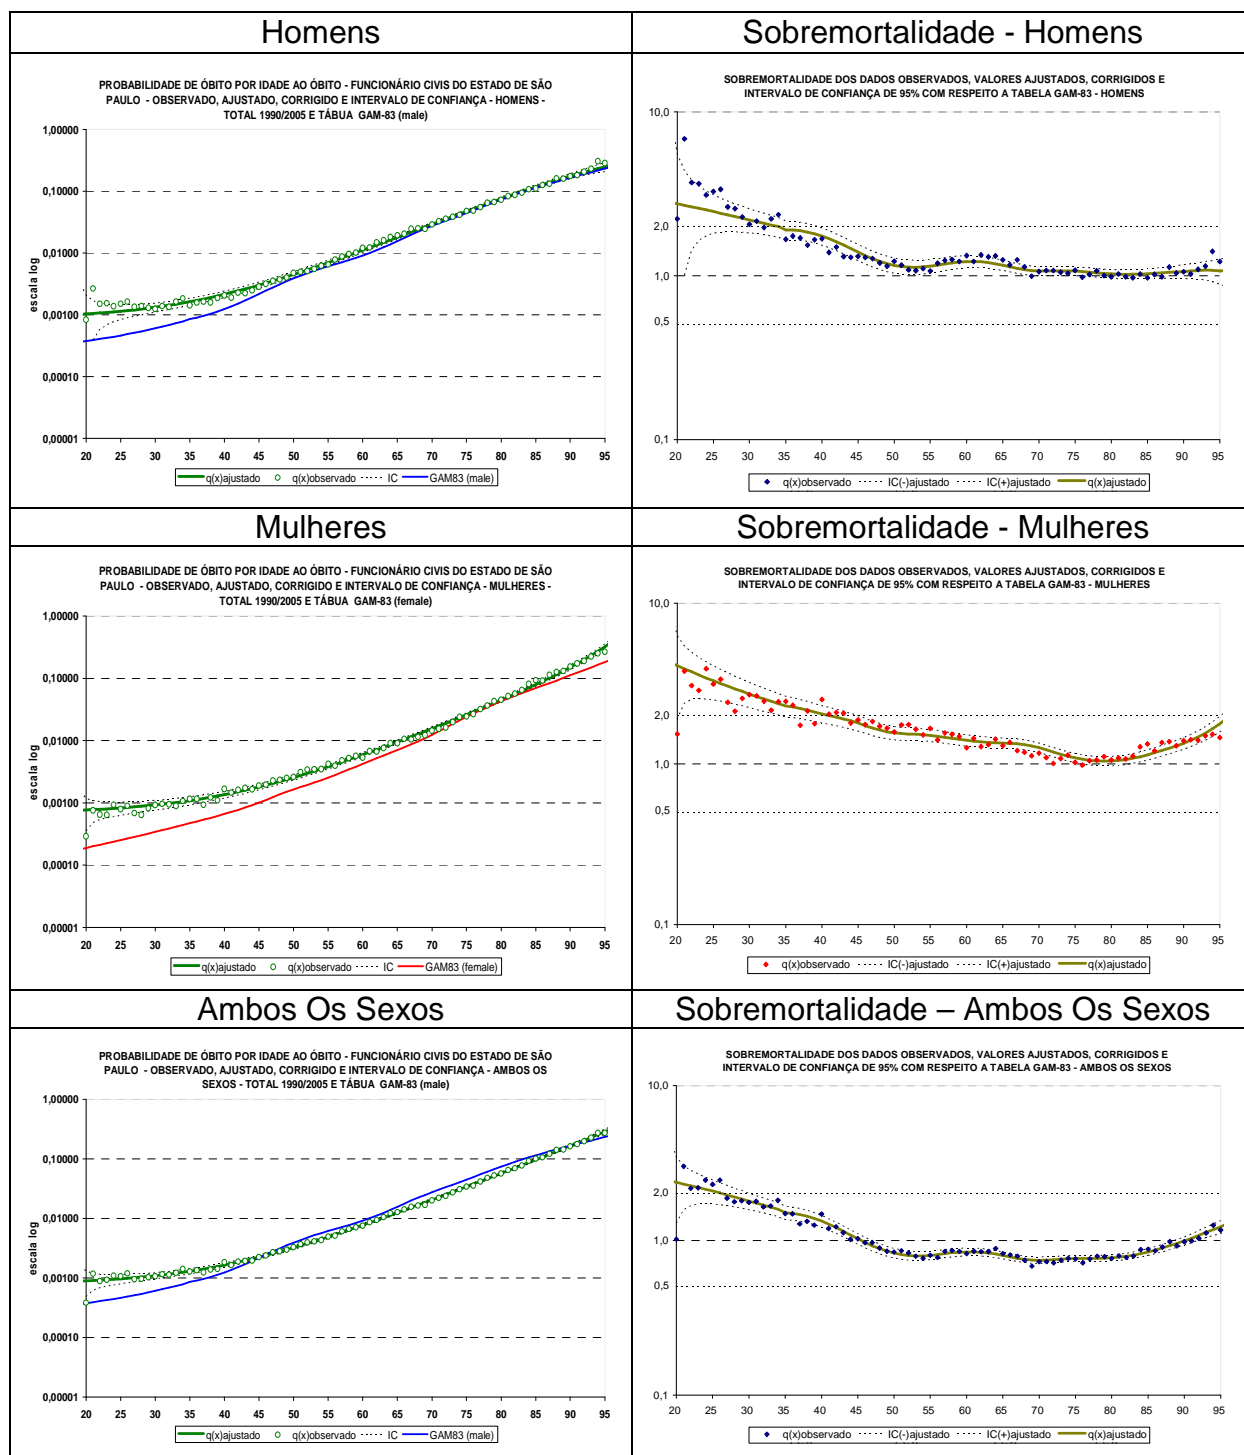 Homens
Sobremortalidade - Homens
PROBABILIDADE DE ÓBITO POR IDADE AO ÓBITO - FUNCIONÁRIO CIVIS DO ESTADO DE SÃO
PAULO - OBSERVADO, AJUSTADO, CORRIGIDO E INTERVALO DE CONFIANÇA - HOMENS -
TOTAL 1990/2005 E TÁBUA GAM-83 (male)
1,00000
0,10000
0,01000
0,00100
0,00010
0,00001
escala log
20 25 30 35 40 45 50 55 60 65 70 75 80 85 90 95
q(x)ajustado q(x)observado IC GAM83 (male)
SOBREMORTALIDADE DOS DADOS OBSERVADOS, VALORES AJUSTADOS, CORRIGIDOS E
INTERVALO DE CONFIANÇA DE 95% COM RESPEITO A TABELA GAM-83 - HOMENS
10,0
2,0
1,0
0,5
0,1
20 25 30 35 40 45 50 55 60 65 70 75 80 85 90 95
q(x)observado IC(-)ajustado IC(+)ajustado q(x)ajustado
Mulheres
Sobremortalidade - Mulheres
PROBABILIDADE DE ÓBITO POR IDADE AO ÓBITO - FUNCIONÁRIO CIVIS DO ESTADO DE SÃO
PAULO - OBSERVADO, AJUSTADO, CORRIGIDO E INTERVALO DE CONFIANÇA - MULHERES -
TOTAL 1990/2005 E TÁBUA GAM-83 (female)
1,00000
0,10000
0,01000
0,00100
0,00010
0,00001
escala log
20 25 30 35 40 45 50 55 60 65 70 75 80 85 90 95
q(x)ajustado q(x)observado IC GAM83 (female)
SOBREMORTALIDADE DOS DADOS OBSERVADOS, VALORES AJUSTADOS, CORRIGIDOS E
INTERVALO DE CONFIANÇA DE 95% COM RESPEITO A TABELA GAM-83 - MULHERES
10,0
2,0
1,0
0,5
0,1
20 25 30 35 40 45 50 55 60 65 70 75 80 85 90 95
q(x)observado IC(-)ajustado IC(+)ajustado q(x)ajustado
Ambos Os Sexos
Sobremortalidade – Ambos Os Sexos
PROBABILIDADE DE ÓBITO POR IDADE AO ÓBITO - FUNCIONÁRIO CIVIS DO ESTADO DE SÃO
PAULO - OBSERVADO, AJUSTADO, CORRIGIDO E INTERVALO DE CONFIANÇA - AMBOS OS
SEXOS - TOTAL 1990/2005 E TÁBUA GAM-83 (male)
1,00000
0,10000
0,01000
0,00100
0,00010
0,00001
escala log
20 25 30 35 40 45 50 55 60 65 70 75 80 85 90 95
q(x)ajustado q(x)observado IC GAM83 (male)
SOBREMORTALIDADE DOS DADOS OBSERVADOS, VALORES AJUSTADOS, CORRIGIDOS E
INTERVALO DE CONFIANÇA DE 95% COM RESPEITO A TABELA GAM-83 - AMBOS OS SEXOS
10,0
2,0
1,0
0,5
0,1
20 25 30 35 40 45 50 55 60 65 70 75 80 85 90 95
q(x)observado IC(-)ajustado IC(+)ajustado q(x)ajustado